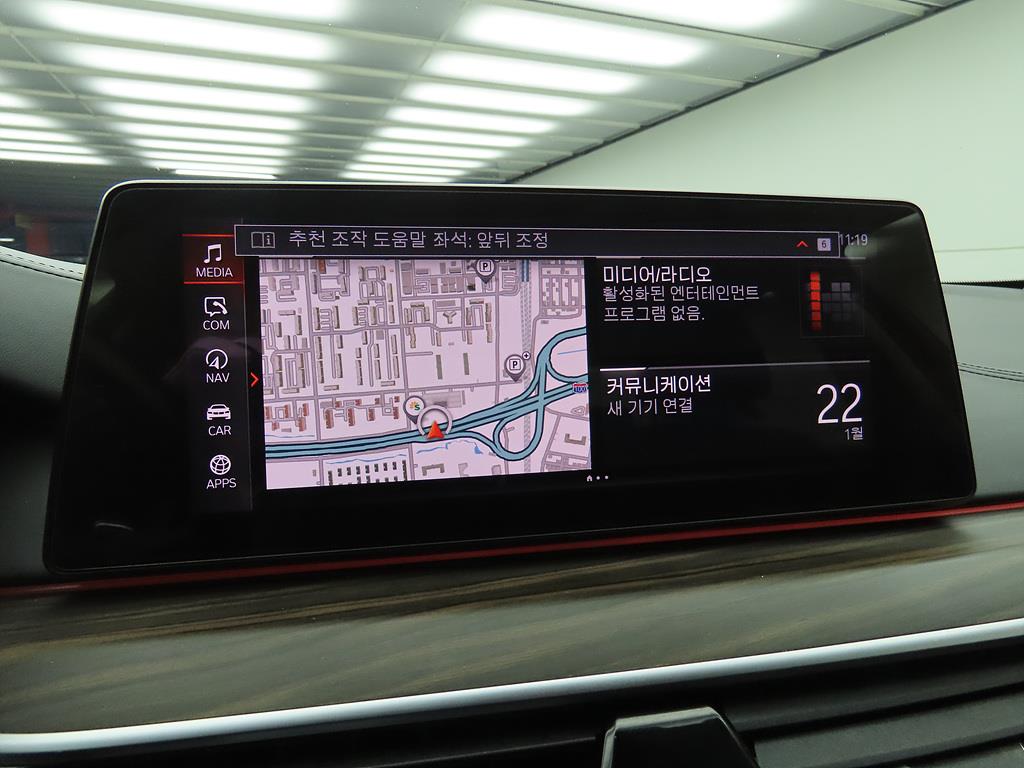 추천 조작 도움말 좌석: 앞뒤 조정
6
11:19
MEDIA
COM
NAV
CAR
APPS
P
P
S
100
미디어/라디오
활성화된 엔터테인먼트
프로그램 없음.
커뮤니케이션
새 기기 연결
22
1월